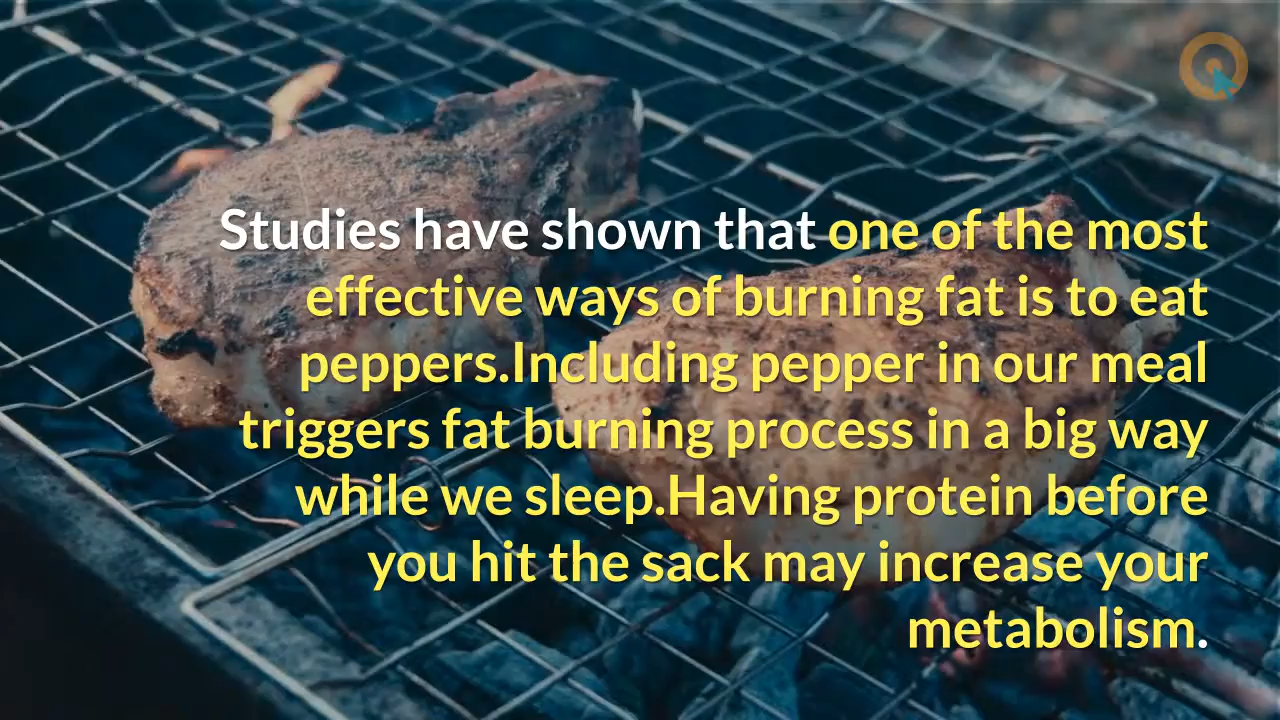 Studies have shown that one of the most
effective ways of burning fat is to eat
peppers.Including pepper in our meal
triggers fat burning process in a big way
while we sleep.Having protein before
you hit the sack may increase your
metabolism.